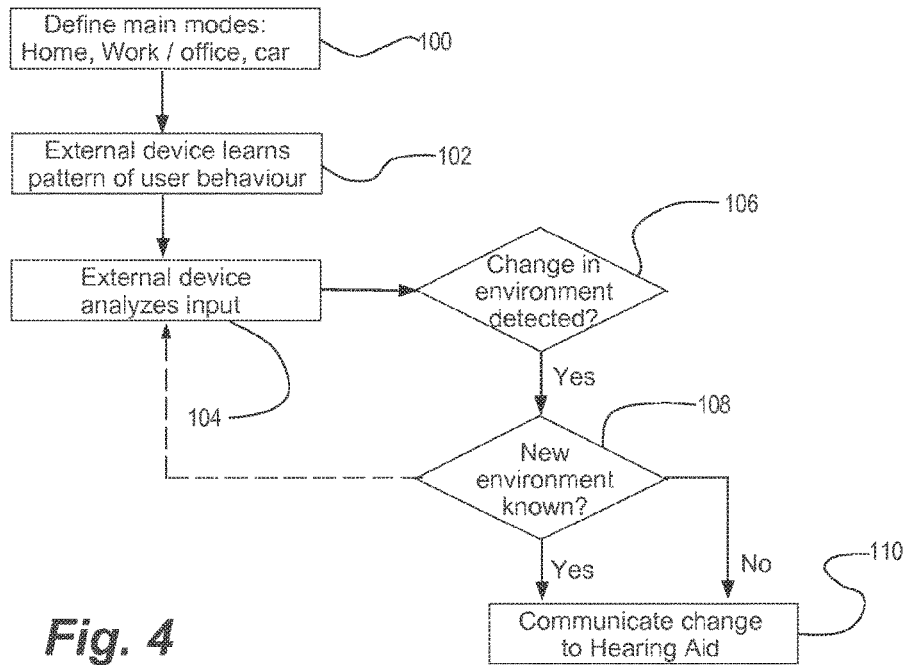 Define main modes:
Home, Work / office, car
100
External device learns
pattern of user behaviour
102
106
External device
analyzes input
Change in
environment
detected?
104
Yes
108
New
environment
known?
Yes
No
110
Communicate change
to Hearing Aid
Fig. 4